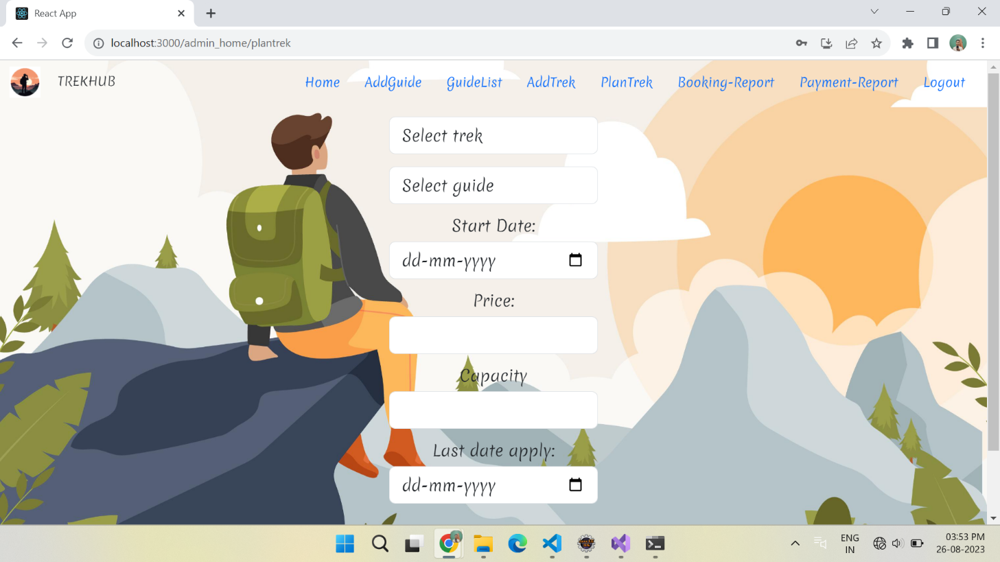 React App
localhost:3000/admin_home/plantrek
TREKHUB Home AddGuide GuideList AddTrek PlanTrek Booking-Report Payment-Report Logout
Select trek
Select guide
Start Date:
dd-mm-yyyy
Price:
Capacity
Last date apply:
dd-mm-yyyy
ENG
IN
03:53 PM
26-08-2023